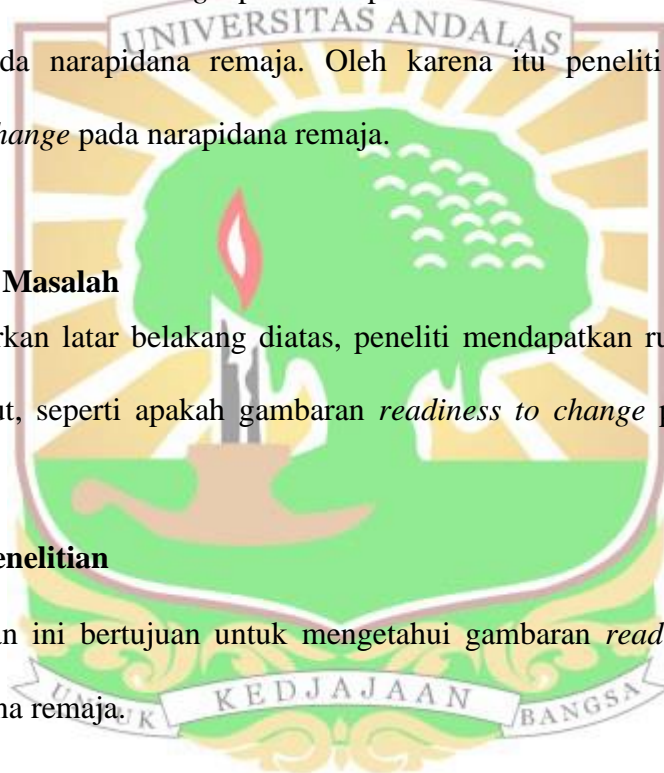 UNIVERSITAS ANDALAS
da narapidana remaja. Oleh karena itu peneliti
hange pada narapidana remaja.
Masalah
rkan latar belakang diatas, peneliti mendapatkan ru
ut, seperti apakah gambaran readiness to change p
enelitian
an ini bertujuan untuk mengetahui gambaran read
na remaja.
UNTUK KEDJAJAAN BANGSA